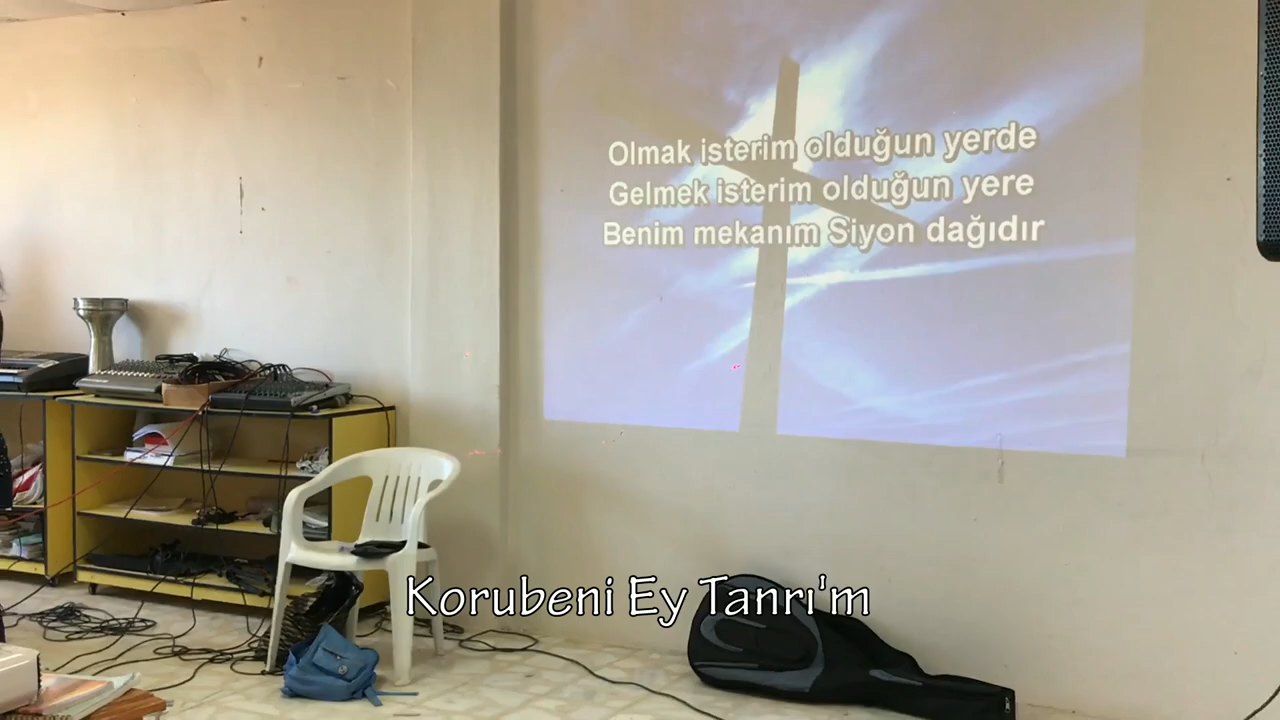 Olmak isterim olduğun yerde
Gelmek isterim olduğun yere
Benim mekanım Siyon dağıdır
Korubeni Ey Tanrı'm